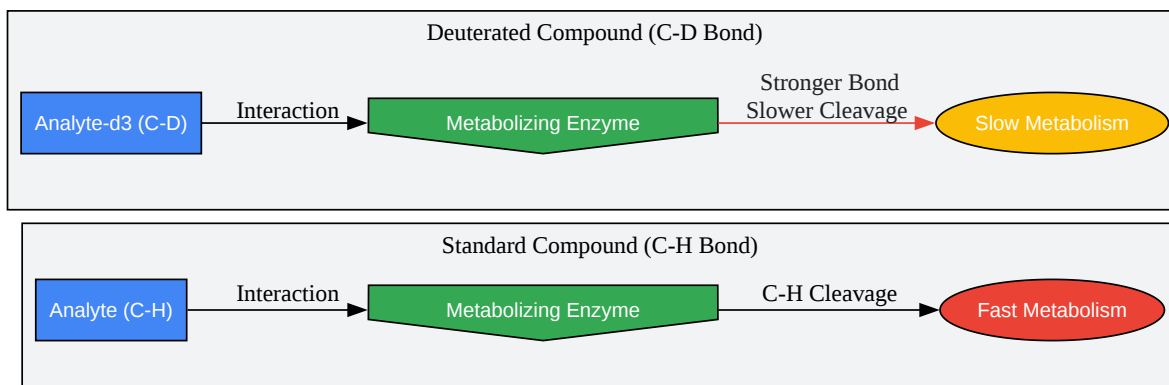 Deuterated Compound (C-D Bond)
Analyte-d3 (C-D)
Interaction
Metabolizing Enzyme
Stronger Bond
Slower Cleavage
Slow Metabolism
Standard Compound (C-H Bond)
Analyte (C-H)
Interaction
Metabolizing Enzyme
C-H Cleavage
Fast Metabolism